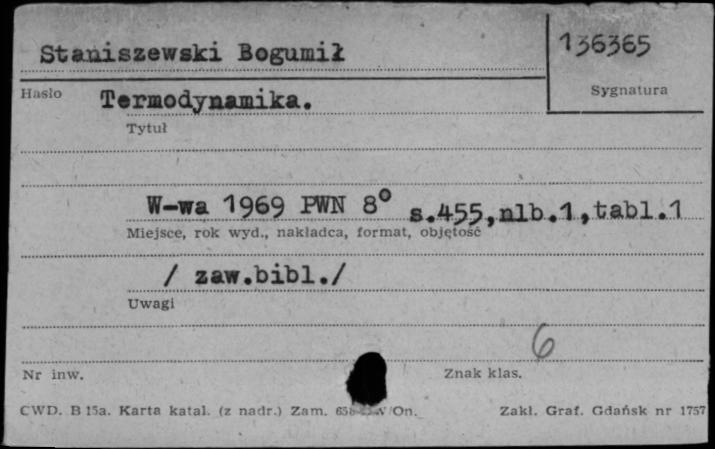 Staniszewski Bogumił
136365
Hasło
Sygnatura
Termodynamika.
Tytuł
W-wa 1969 PWN 8° s.455,nlb.1,tabl.1
Miejsce, rok wyd., nakładca, format, objętość
/ zaw.bibl./
Uwagi
6
Nr inw.
Znak klas.
CWD. B 15a. Karta katal. (z nadr.) Zam. W/On.
Zakł. Graf. Gdańsk nr 1757